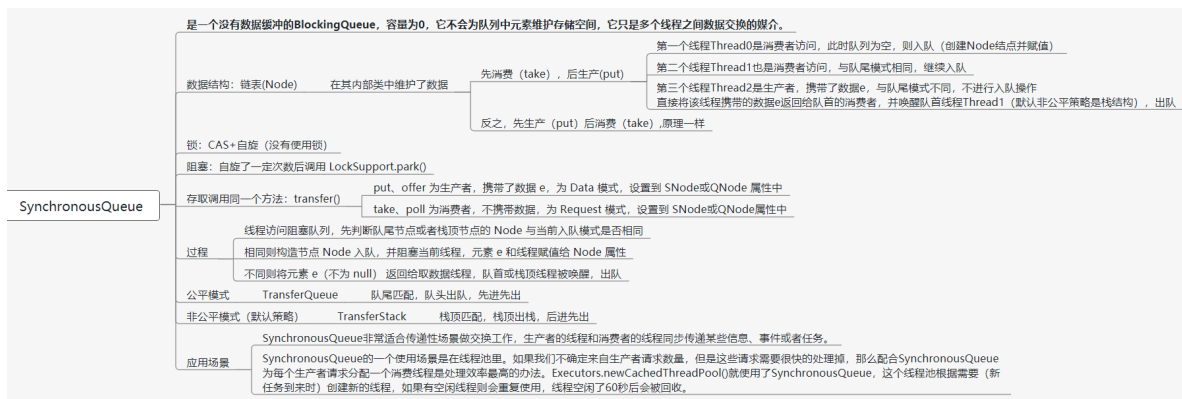 是一个没有数据缓冲的BlockingQueue，容量为0，它不会为队列中元素维护存储空间，它只是多个线程之间数据交换的媒介。
第一个线程Thread0是消费者访问，此时队列为空，则入队（创建Node结点并赋值）
第二个线程Thread1也是消费者访问，与队尾模式相同，继续入队
先消费（take），后生产(put)
数据结构：链表(Node)
在其内部类中维护了数据
第三个线程Thread2是生产者，携带了数据e，与队尾模式不同，不进行入队操作
直接将该线程携带的数据e返回给队首的消费者，并唤醒队首线程Thread1（默认非公平策略是栈结构），出队
反之，先生产（put）后消费（take）,原理一样
锁：CAS+自旋（没有使用锁)
阻塞：自旋了一定次数后调用 LockSupport.park()
存取调用同一个方法：transfer()
put、offer 为生产者，携带了数据 e，为 Data 模式，设置到 SNode或QNode 属性中
take、poll 为消费者，不携带数据，为 Request 模式，设置到 SNode或QNode属性中
SynchronousQueue
过程
线程访问阻塞队列，先判断队尾节点或者栈顶节点的 Node 与当前入队模式是否相同
相同则构造节点 Node 入队，并阻塞当前线程，元素 e 和线程赋值给 Node 属性
不同则将元素 e（不为 null） 返回给取数据线程，队首或栈顶线程被唤醒，出队
公平模式
TransferQueue
队尾匹配，队头出队，先进先出
非公平模式（默认策略）
TransferStack
栈顶匹配，栈顶出栈，后进先出
应用场景
SynchronousQueue非常适合传递性场景做交换工作，生产者的线程和消费者的线程同步传递某些信息、事件或者任务。
SynchronousQueue的一个使用场景是在线程池里。如果我们不确定来自生产者请求数量，但是这些请求需要很快的处理掉，那么配合SynchronousQueue
为每个生产者请求分配一个消费线程是处理效率最高的办法。Executors.newCachedThreadPool()就使用了SynchronousQueue，这个线程池根据需要（新
任务到来时）创建新的线程，如果有空闲线程则会重复使用，线程空闲了60秒后会被回收。